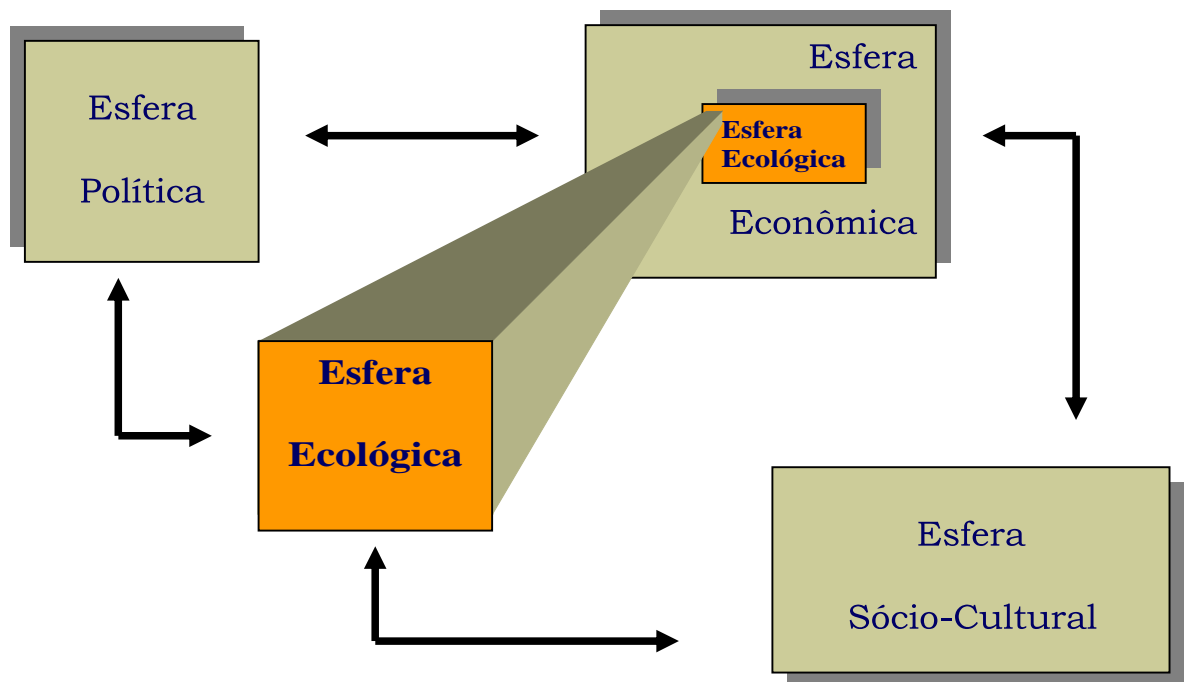 Esfera
Política
Esfera
Esfera
Ecológica
Econômica
Esfera
Ecológica
Esfera
Sócio-Cultural